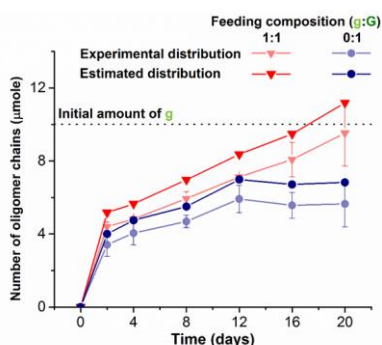 Feeding composition (g:G)
1:1 0:1
Experimental distribution
Estimated distribution
12
Initial amount of g
8
4
0
0 4 8 12 16 20
Time (days)
Number of oligomer chains (µmole)